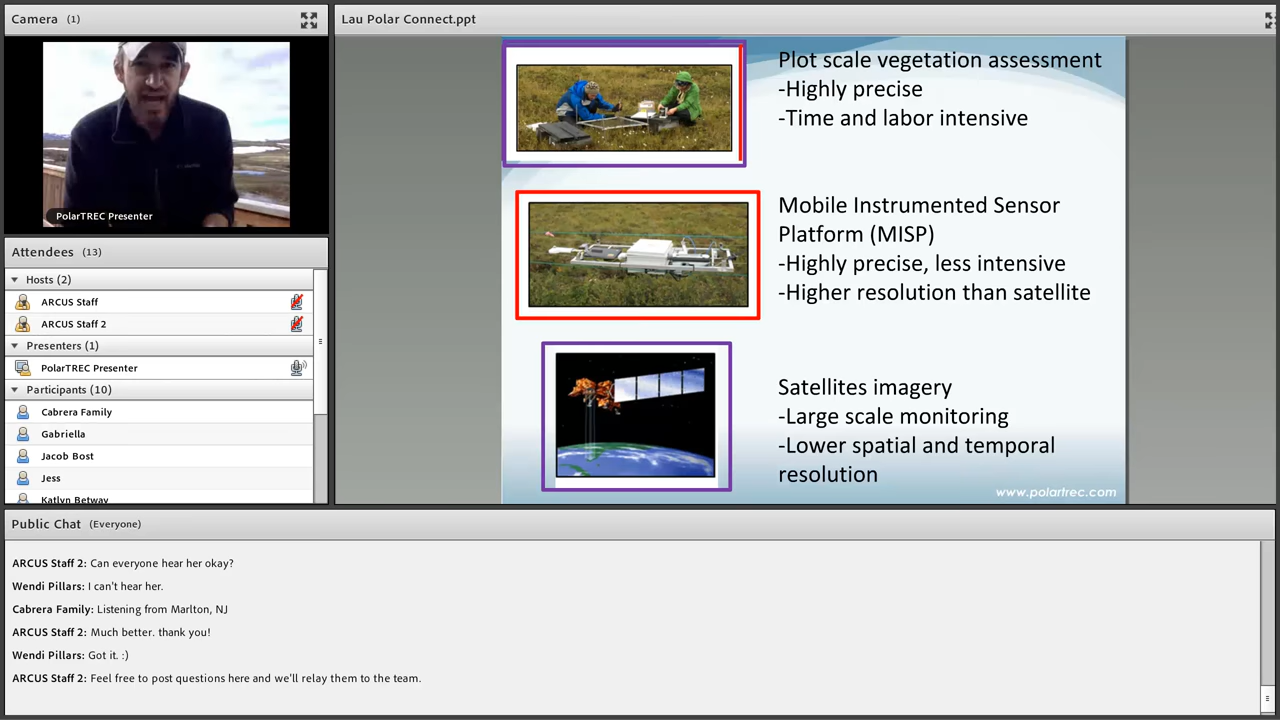 Camera (1)
PolarTREC Presenter
Attendees (13)
Hosts (2)
ARCUS Staff
ARCUS Staff 2
Presenters (1)
PolarTREC Presenter
Participants (10)
Cabrera Family
Gabriella
Jacob Bost
Jess
Katlyn Betway
Lau Polar Connect.ppt
Plot scale vegetation assessment
-Highly precise
-Time and labor intensive
Mobile Instrumented Sensor
Platform (MISP)
-Highly precise, less intensive
-Higher resolution than satellite
Satellites imagery
-Large scale monitoring
-Lower spatial and temporal
resolution
www.polartrec.com
Public Chat (Everyone)
ARCUS Staff 2: Can everyone hear her okay?
Wendi Pillars: I can't hear her.
Cabrera Family: Listening from Marlton, NJ
ARCUS Staff 2: Much better. thank you!
Wendi Pillars: Got it. :)
ARCUS Staff 2: Feel free to post questions here and we'll relay them to the team.